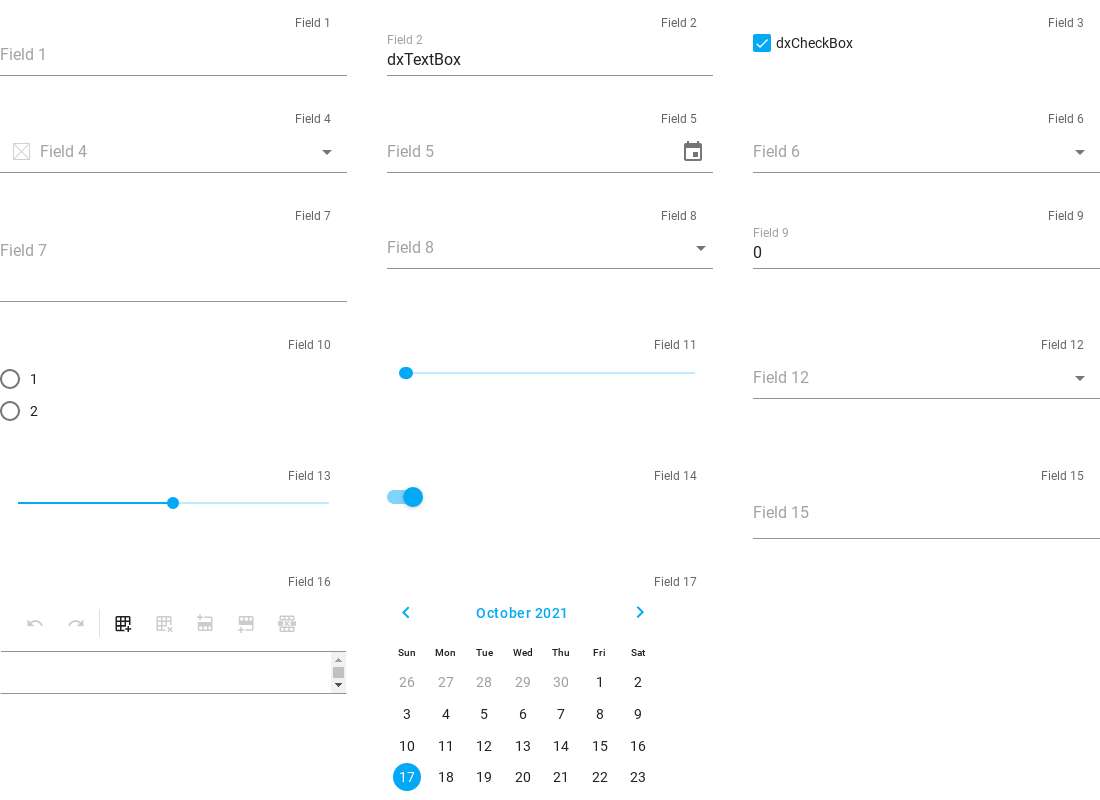 Field 1
Field 1
Field 2
Field 2
dxTextBox
Field 3
dxCheckBox
Field 4
Field 4
Field 5
Field 5
Field 6
Field 6
Field 7
Field 7
Field 8
Field 8
Field 9
Field 9
0
Field 10
1
2
Field 11
Field 12
Field 12
Field 13
Field 14
Field 15
Field 15
Field 16
Field 17
October 2021
Sun Mon Tue Wed Thu Fri Sat
26 27 28 29 30 1 2
3 4 5 6 7 8 9
10 11 12 13 14 15 16
17 18 19 20 21 22 23